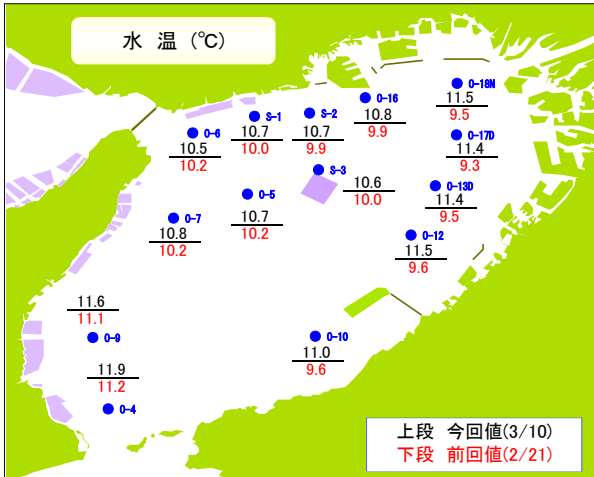 水 温 (℃)
O-18N
11.5
9.5
O-16
10.8
9.9
S-1
10.7
10.0
S-2
10.7
9.9
O-6
10.5
10.2
O-17D
11.4
9.3
S-3
10.6
10.0
O-13D
11.4
9.5
O-5
10.7
10.2
O-7
10.8
10.2
O-12
11.5
9.6
11.6
11.1
O-9
O-10
11.0
9.6
11.9
11.2
O-4
上段 今回値(3/10)
下段 前回値(2/21)